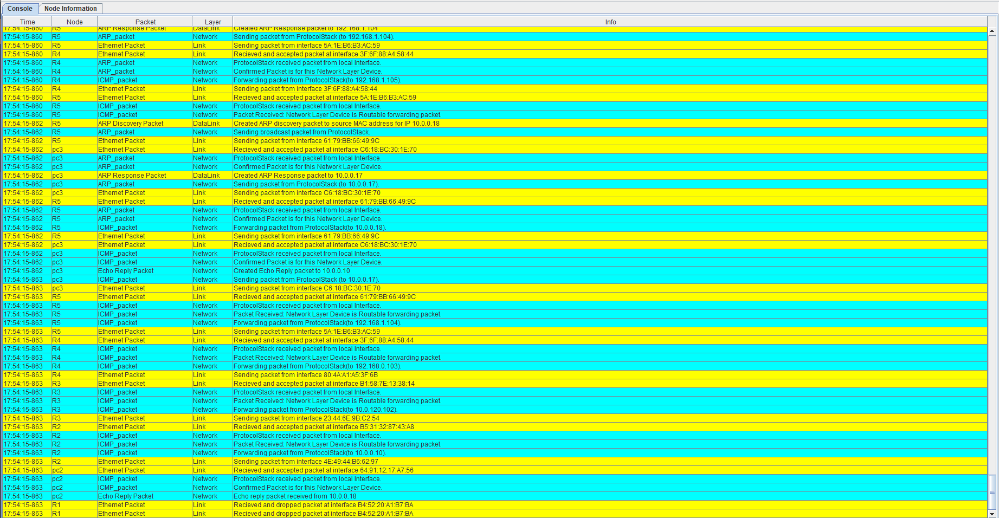 Console Node Information
Time Node Packet Layer Info
17:54:15-860 R5 ARP Response Packet DataLink Created ARP Response packet to 192.168.1.104
17:54:15-860 R5 ARP_packet Network Sending packet from ProtocolStack (to 192.168.1.104).
17:54:15-860 R5 Ethernet Packet Link Sending packet from interface 5A:1E:B6:B3:AC:59
17:54:15-860 R4 Ethernet Packet Link Recieved and accepted packet at interface 3F:6F:88:A4:58:44
17:54:15-860 R4 ARP_packet Network ProtocolStack received packet from local Interface.
17:54:15-860 R4 ARP_packet Network Confirmed Packet is for this Network Layer Device.
17:54:15-860 R4 ICMP_packet Network Forwarding packet from ProtocolStack(to 192.168.1.105).
17:54:15-860 R4 Ethernet Packet Link Sending packet from interface 3F:6F:88:A4:58:44
17:54:15-860 R5 Ethernet Packet Link Recieved and accepted packet at interface 5A:1E:B6:B3:AC:59
17:54:15-860 R5 ICMP_packet Network ProtocolStack received packet from local Interface.
17:54:15-860 R5 ICMP_packet Network Packet Received: Network Layer Device is Routable forwarding packet.
17:54:15-862 R5 ARP Discovery Packet DataLink Created ARP discovery packet to source MAC address for IP 10.0.0.18
17:54:15-862 R5 ARP_packet Network Sending broadcast packet from ProtocolStack.
17:54:15-862 R5 Ethernet Packet Link Sending packet from interface 61:79:BB:66:49:9C
17:54:15-862 pc3 Ethernet Packet Link Recieved and accepted packet at interface C6:18:BC:30:1E:70
17:54:15-862 pc3 ARP_packet Network ProtocolStack received packet from local Interface.
17:54:15-862 pc3 ARP_packet Network Confirmed Packet is for this Network Layer Device.
17:54:15-862 pc3 ARP Response Packet DataLink Created ARP Response packet to 10.0.0.17
17:54:15-862 pc3 ARP_packet Network Sending packet from ProtocolStack (to 10.0.0.17).
17:54:15-862 pc3 Ethernet Packet Link Sending packet from interface C6:18:BC:30:1E:70
17:54:15-862 R5 Ethernet Packet Link Recieved and accepted packet at interface 61:79:BB:66:49:9C
17:54:15-862 R5 ARP_packet Network ProtocolStack received packet from local Interface.
17:54:15-862 R5 ARP_packet Network Confirmed Packet is for this Network Layer Device.
17:54:15-862 R5 ICMP_packet Network Forwarding packet from ProtocolStack(to 10.0.0.18).
17:54:15-862 R5 Ethernet Packet Link Sending packet from interface 61:79:BB:66:49:9C
17:54:15-862 pc3 Ethernet Packet Link Recieved and accepted packet at interface C6:18:BC:30:1E:70
17:54:15-862 pc3 ICMP_packet Network ProtocolStack received packet from local Interface.
17:54:15-862 pc3 ICMP_packet Network Confirmed Packet is for this Network Layer Device.
17:54:15-862 pc3 Echo Reply Packet Network Created Echo Reply packet to 10.0.0.10
17:54:15-863 pc3 ICMP_packet Network Sending packet from ProtocolStack (to 10.0.0.17).
17:54:15-863 pc3 Ethernet Packet Link Sending packet from interface C6:18:BC:30:1E:70
17:54:15-863 R5 Ethernet Packet Link Recieved and accepted packet at interface 61:79:BB:66:49:9C
17:54:15-863 R5 ICMP_packet Network ProtocolStack received packet from local Interface.
17:54:15-863 R5 ICMP_packet Network Packet Received: Network Layer Device is Routable forwarding packet.
17:54:15-863 R5 ICMP_packet Network Forwarding packet from ProtocolStack(to 192.168.1.104).
17:54:15-863 R5 Ethernet Packet Link Sending packet from interface 5A:1E:B6:B3:AC:59
17:54:15-863 R4 Ethernet Packet Link Recieved and accepted packet at interface 3F:6F:88:A4:58:44
17:54:15-863 R4 ICMP_packet Network ProtocolStack received packet from local Interface.
17:54:15-863 R4 ICMP_packet Network Packet Received: Network Layer Device is Routable forwarding packet.
17:54:15-863 R4 ICMP_packet Network Forwarding packet from ProtocolStack(to 192.168.0.103).
17:54:15-863 R4 Ethernet Packet Link Sending packet from interface 80:4A:A1:A5:3F:6B
17:54:15-863 R3 Ethernet Packet Link Recieved and accepted packet at interface B1:58:7E:13:38:14
17:54:15-863 R3 ICMP_packet Network ProtocolStack received packet from local Interface.
17:54:15-863 R3 ICMP_packet Network Packet Received: Network Layer Device is Routable forwarding packet.
17:54:15-863 R3 ICMP_packet Network Forwarding packet from ProtocolStack(to 10.0.120.102).
17:54:15-863 R3 Ethernet Packet Link Sending packet from interface 23:44:6E:9B:C2:54
17:54:15-863 R2 Ethernet Packet Link Recieved and accepted packet at interface B5:31:32:87:43:A8
17:54:15-863 R2 ICMP_packet Network ProtocolStack received packet from local Interface.
17:54:15-863 R2 ICMP_packet Network Packet Received: Network Layer Device is Routable forwarding packet.
17:54:15-863 R2 ICMP_packet Network Forwarding packet from ProtocolStack(to 10.0.0.10).
17:54:15-863 R2 Ethernet Packet Link Sending packet from interface 4E:49:44:B6:62:97
17:54:15-863 pc2 Ethernet Packet Link Recieved and accepted packet at interface 64:91:12:17:A7:56
17:54:15-863 pc2 ICMP_packet Network ProtocolStack received packet from local Interface.
17:54:15-863 pc2 ICMP_packet Network Confirmed Packet is for this Network Layer Device.
17:54:15-863 pc2 Echo Reply Packet Network Echo reply packet received from 10.0.0.18
17:54:15-863 R1 Ethernet Packet Link Recieved and dropped packet at interface B4:52:20:A1:B7:BA
17:54:15-863 R1 Ethernet Packet Link Recieved and dropped packet at interface B4:52:20:A1:B7:BA